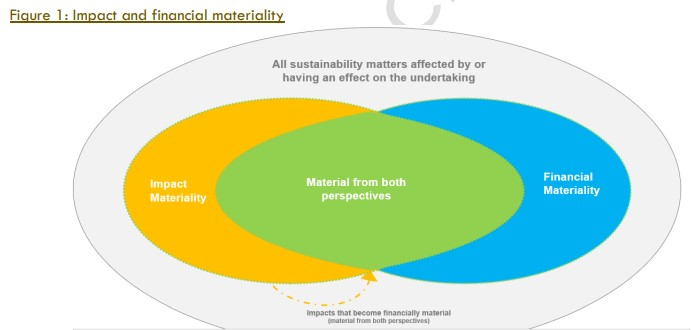 Figure 1: Impact and financial materiality
All sustainability matters affected by or
having an effect on the undertaking
Impact
Materiality
Material from both
perspectives
Financial
Materiality
Impacts that become financially material
(material from both perspectives)